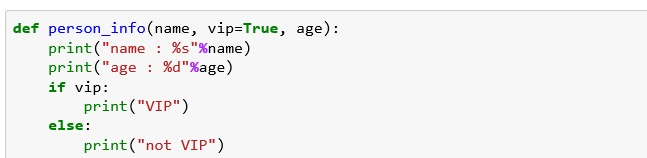 def person_info(name, vip=True, age):
    print("name : %s"%name)
    print("age : %d"%age)
    if vip:
        print("VIP")
    else:
        print("not VIP")